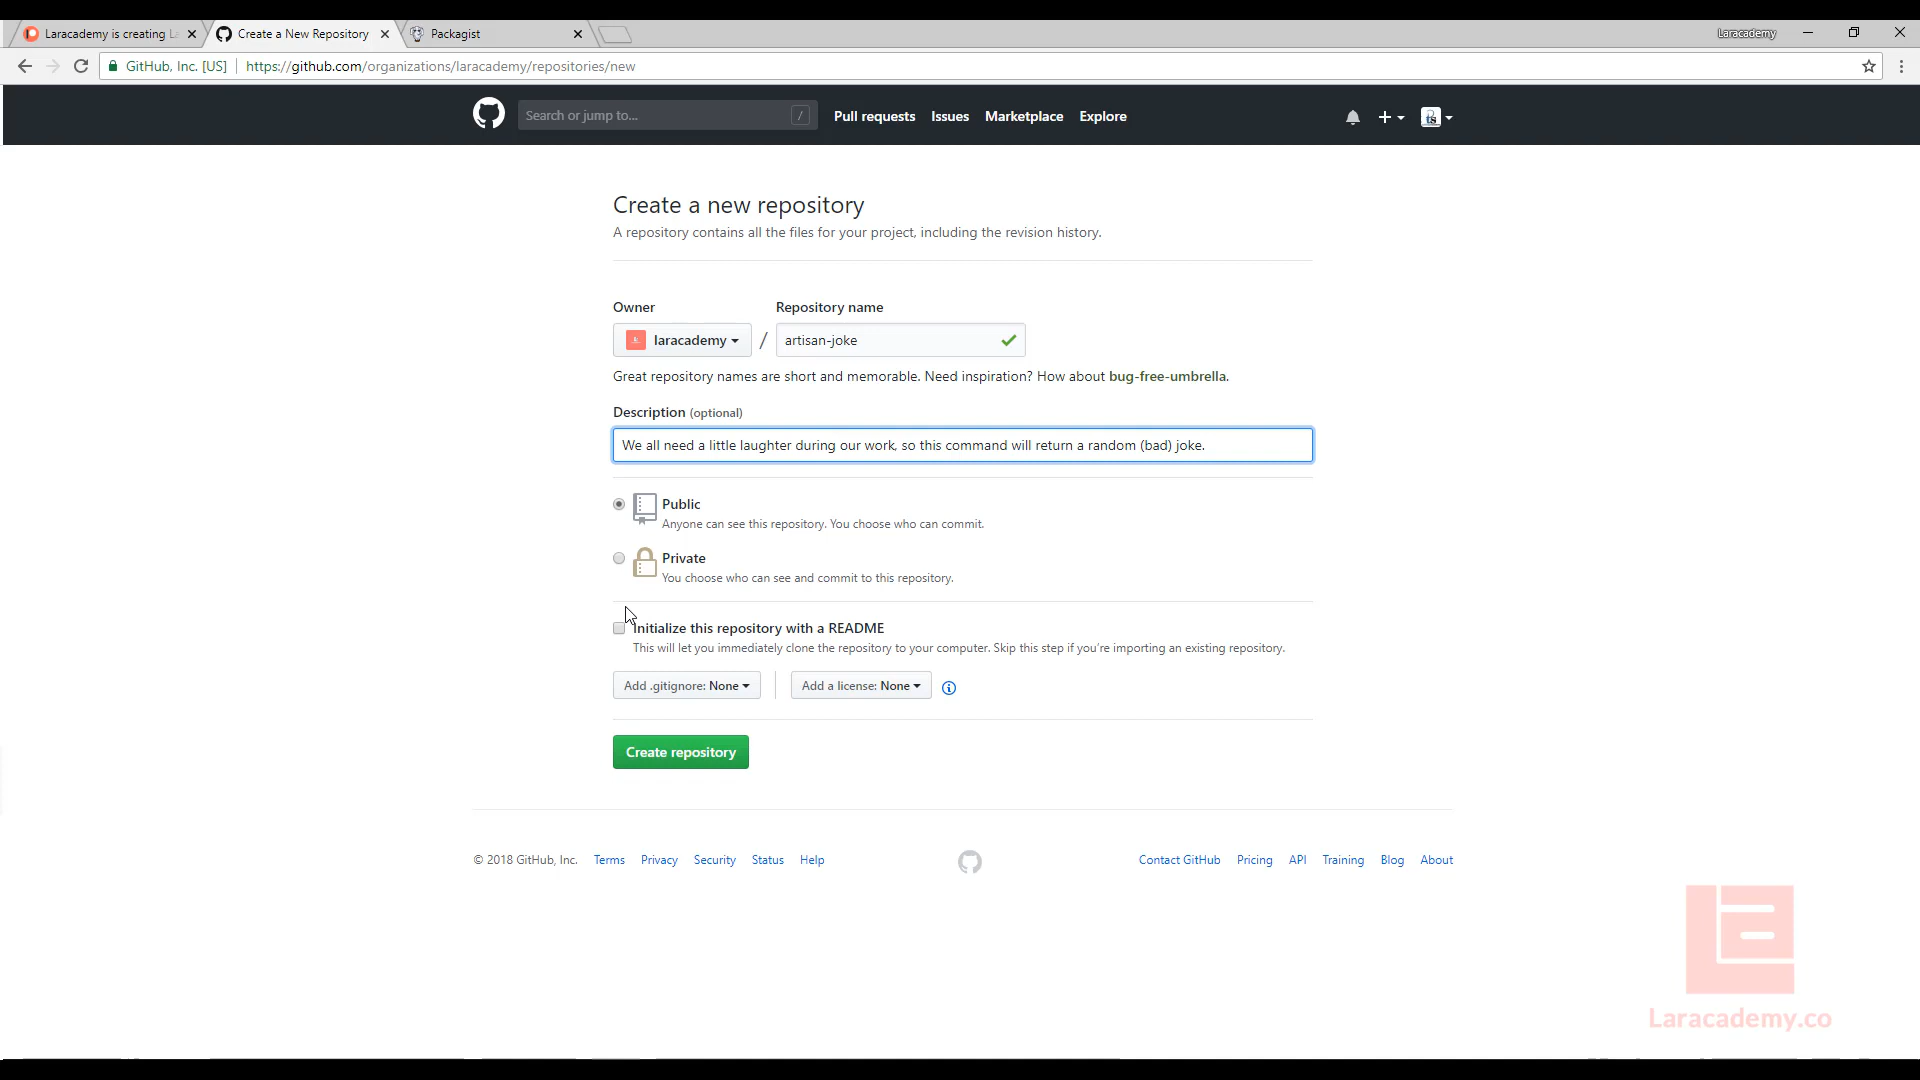 Laracademy is creating La
Create a New Repository
Packagist
Laracademy
GitHub, Inc. [US]
https://github.com/organizations/laracademy/repositories/new
Search or jump to...
/
Pull requests
Issues
Marketplace
Explore
Create a new repository
A repository contains all the files for your project, including the revision history.
Owner
Repository name
laracademy
/
artisan-joke
Great repository names are short and memorable. Need inspiration? How about bug-free-umbrella.
Description (optional)
We all need a little laughter during our work, so this command will return a random (bad) joke.
Public
Anyone can see this repository. You choose who can commit.
Private
You choose who can see and commit to this repository.
Initialize this repository with a README
This will let you immediately clone the repository to your computer. Skip this step if you're importing an existing repository.
Add .gitignore: None
Add a license: None
Create repository
© 2018 GitHub, Inc.
Terms
Privacy
Security
Status
Help
Contact GitHub
Pricing
API
Training
Blog
About
Laracademy.co